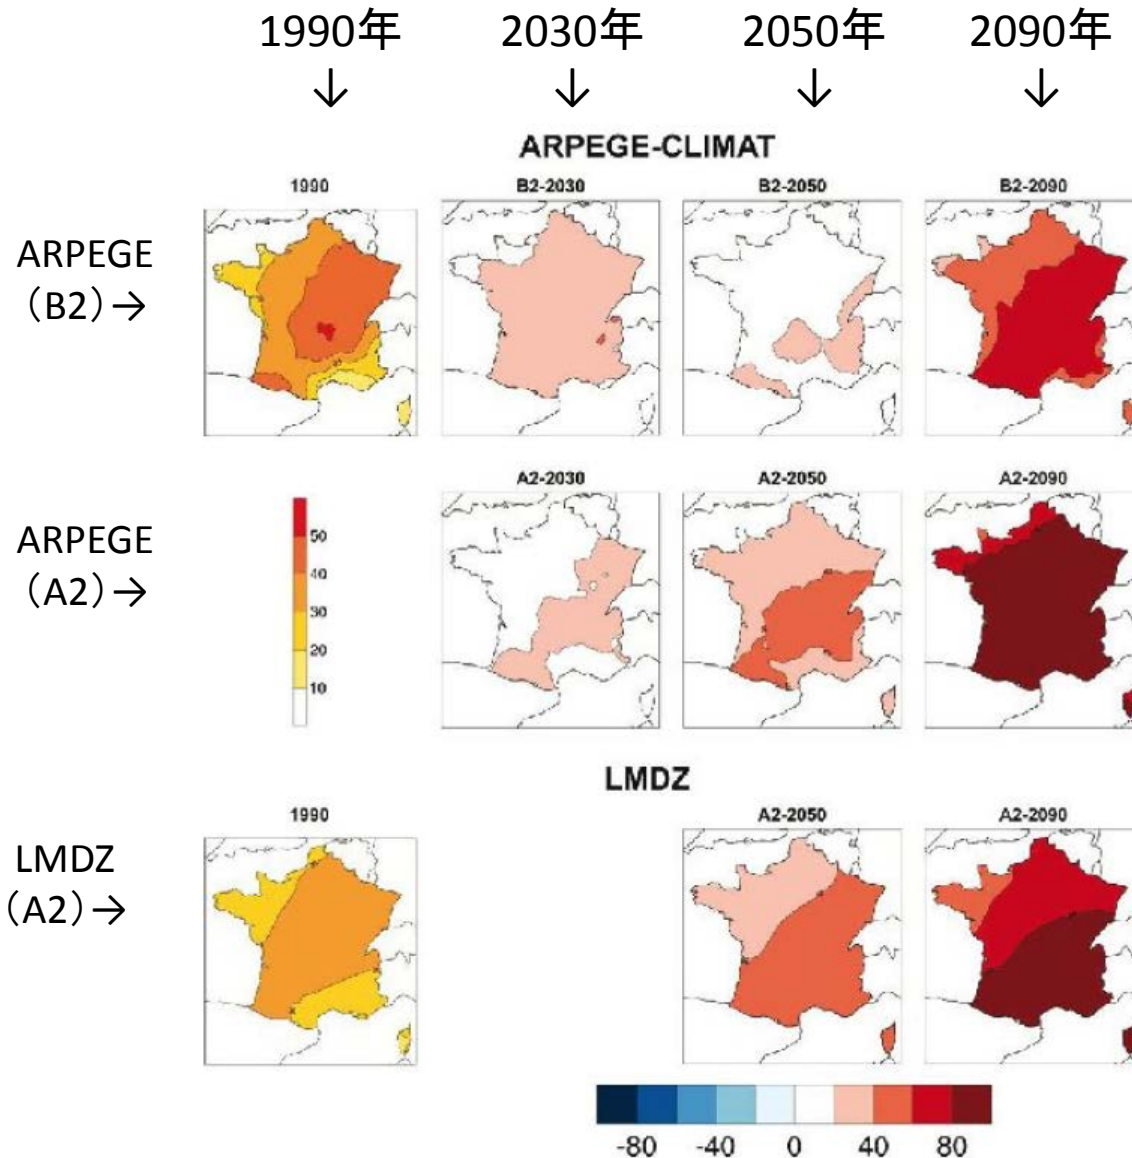 1990年 2030年 2050年 2090年
↓ ↓ ↓ ↓
ARPEGE-CLIMAT
1990 B2-2030 B2-2050 B2-2090
ARPEGE
（B2）→
A2-2030 A2-2050 A2-2090
ARPEGE
（A2）→
50
40
30
20
10
LMDZ
1990 A2-2050 A2-2090
LMDZ
（A2）→
-80 -40 0 40 80